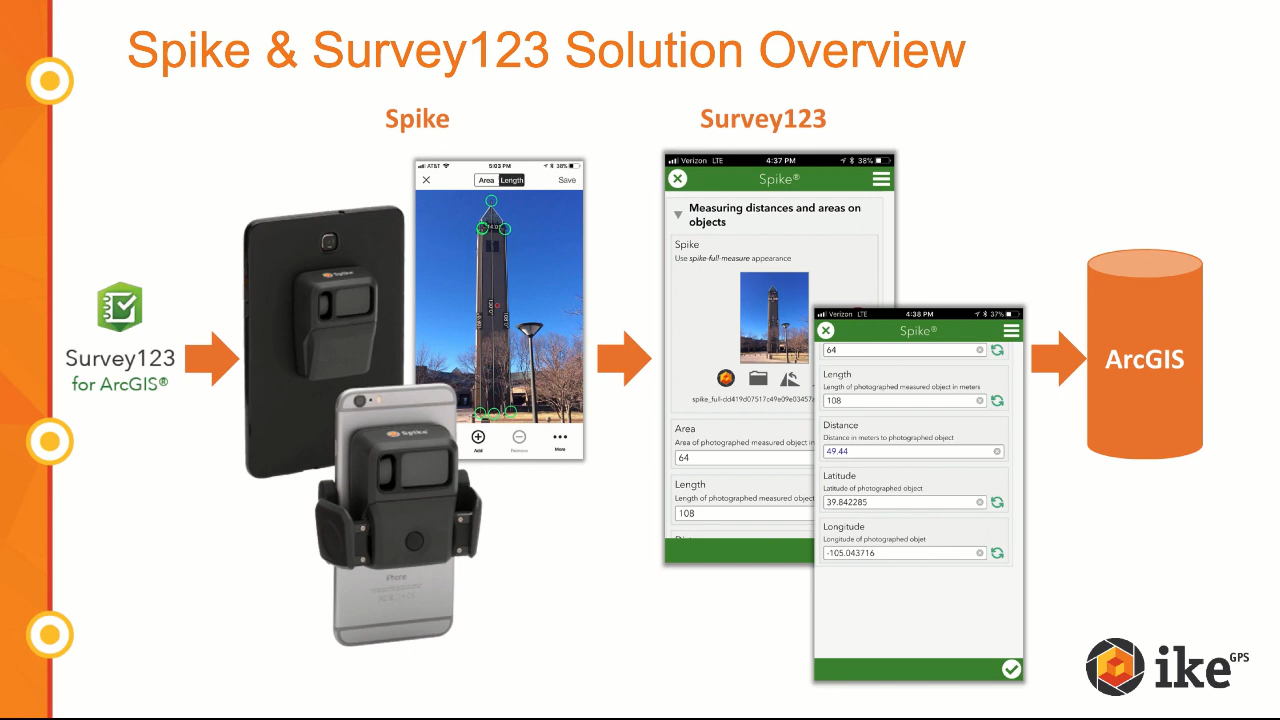 Spike & Survey123 Solution Overview
Spike
Survey123
Survey123
for ArcGIS®
Spike
Spike
iPhone
AT&T
5:03 PM
38%
Area
Length
Save
14.0'
Add
Remove
More
Verizon LTE
4:37 PM
38%
Spike®
Measuring distances and areas on
objects
Spike
Use spike-full-measure appearance
Area
Area of photographed measured object in
64
Length
Length of photographed measured object
108
Verizon LTE
4:38 PM
37%
Spike®
64
Length
Length of photographed measured object in meters
108
Distance
Distance in meters to photographed object
49.44
Latitude
Latitude of photographed object
39.842285
Longitude
Longitude of photographed objet
-105.043716
ArcGIS
ike GPS